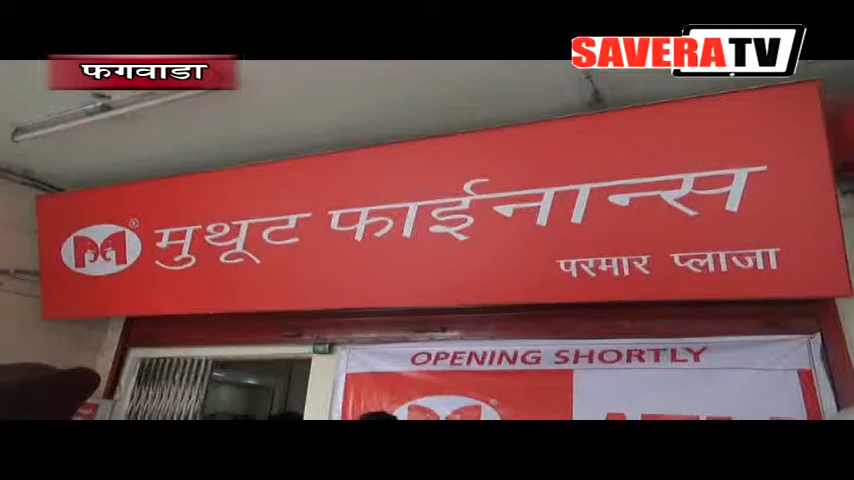 फगवाडा
SAVERATV
मुथूट फाईनान्स
परमार प्लाजा
OPENING SHORTLY